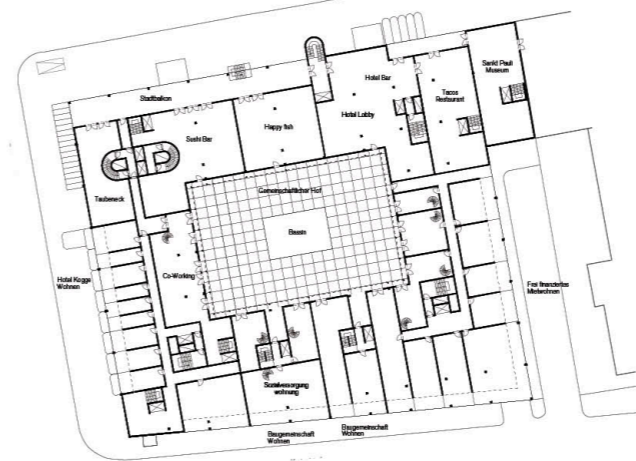 Sankt Pauli
Museum
Hotel Bar
Tacos
Restaurant
Stadtbalkon
Happy fish
Hotel Lobby
Sushi Bar
Gemeinschaftlicher Hof
Taubeneck
Bassin
Co-Working
Hotel Kogge
Wohnen
Frei finanziertes
Mietwohnen
Sozialversorgung
wohnung
Baugemeinschaft
Wohnen
Baugemeinschaft
Wohnen